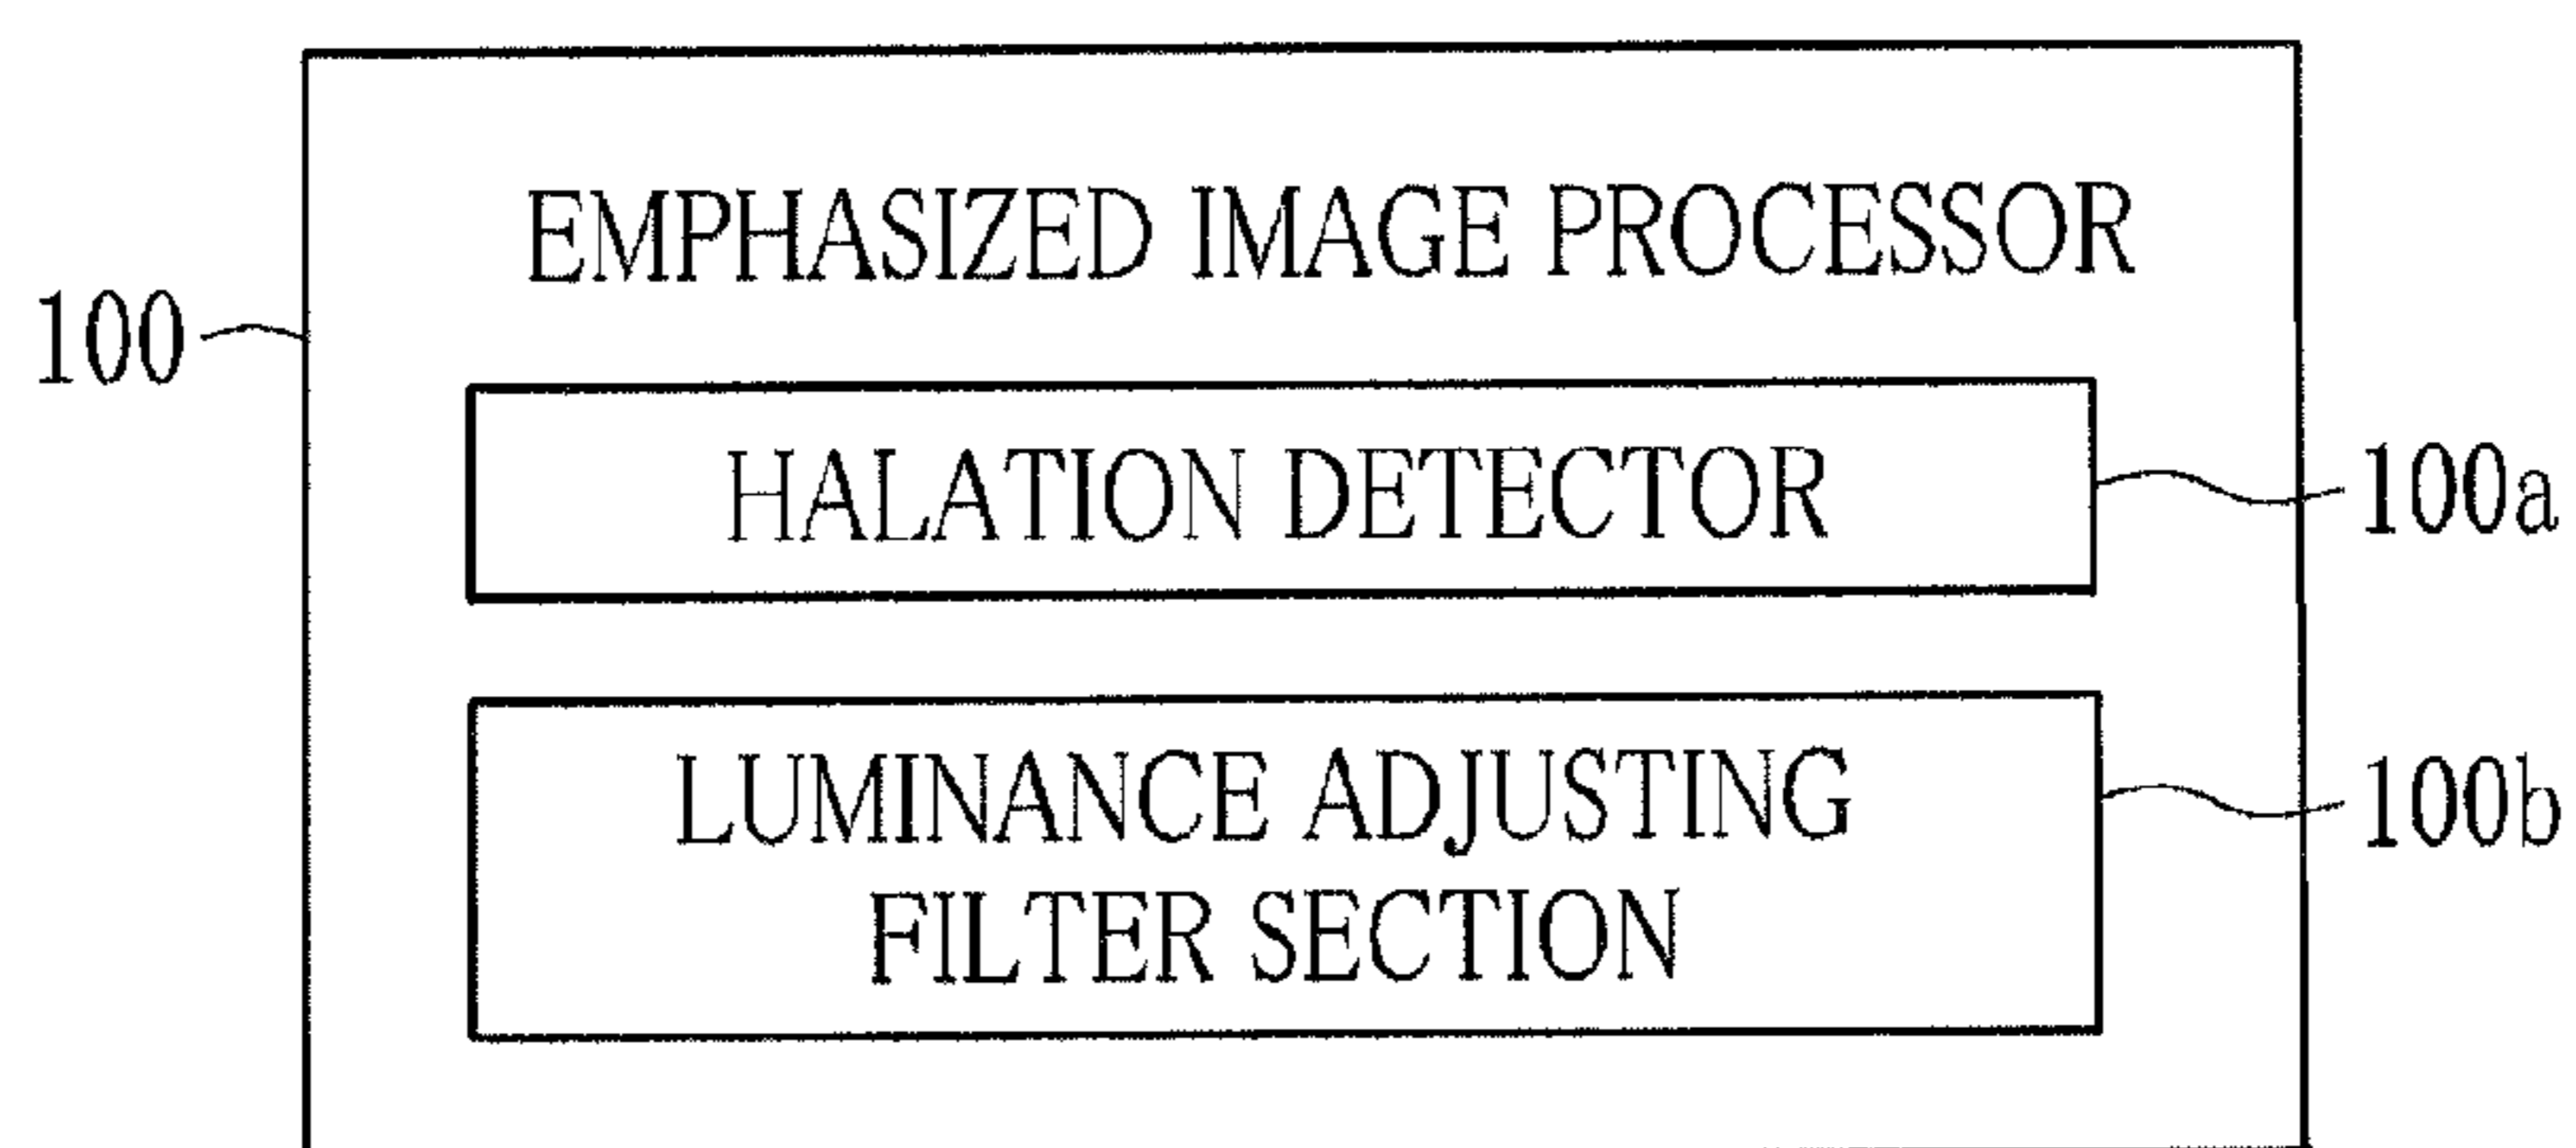 EMPHASIZED IMAGE PROCESSOR
100
HALATION DETECTOR
100a
LUMINANCE ADJUSTING
100b
FILTER SECTION